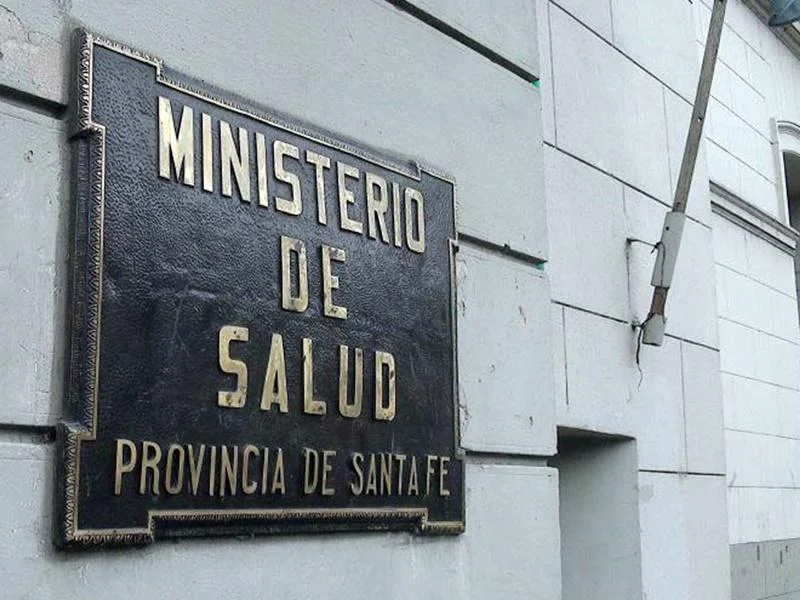 MINISTERIO
DE
SALUD
PROVINCIA DE SANTA FE